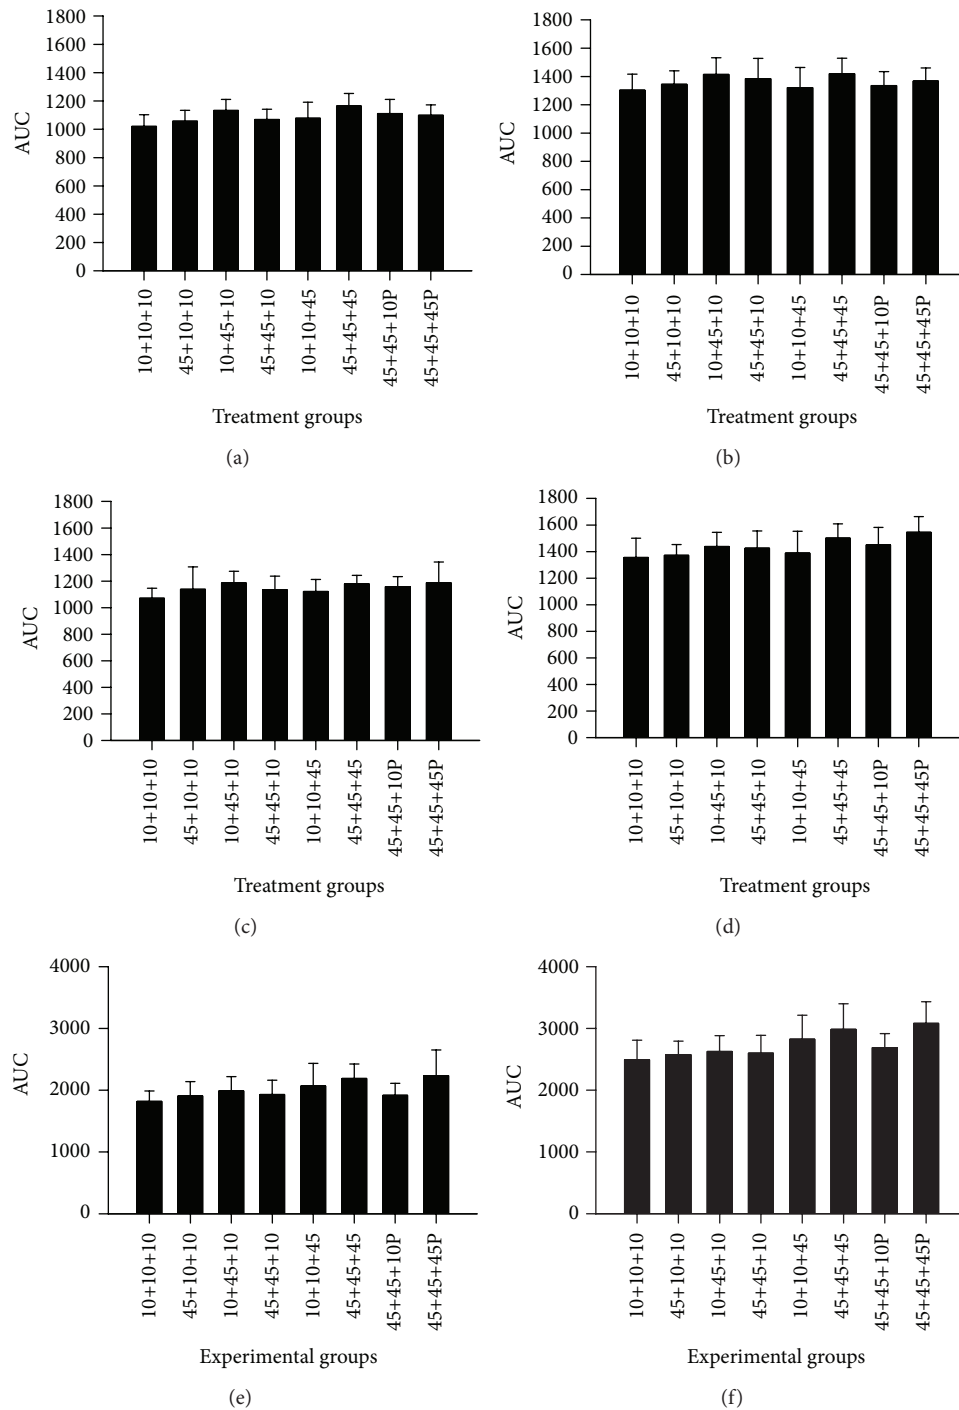 1800
1600
1400
1200
1000
800
600
400
200
0
AUC
10+10+10
45+10+10
10+45+10
45+45+10
10+10+45
45+45+45
45+45+10P
45+45+45P
Treatment groups
(a)
1800
1600
1400
1200
1000
800
600
400
200
0
AUC
10+10+10
45+10+10
10+45+10
45+45+10
10+10+45
45+45+45
45+45+10P
45+45+45P
Treatment groups
(b)
1800
1600
1400
1200
1000
800
600
400
200
0
AUC
10+10+10
45+10+10
10+45+10
45+45+10
10+10+45
45+45+45
45+45+10P
45+45+45P
Treatment groups
(c)
1800
1600
1400
1200
1000
800
600
400
200
0
AUC
10+10+10
45+10+10
10+45+10
45+45+10
10+10+45
45+45+45
45+45+10P
45+45+45P
Treatment groups
(d)
4000
3000
2000
1000
0
AUC
10+10+10
45+10+10
10+45+10
45+45+10
10+10+45
45+45+45
45+45+10P
45+45+45P
Experimental groups
(e)
4000
3000
2000
1000
0
AUC
10+10+10
45+10+10
10+45+10
45+45+10
10+10+45
45+45+45
45+45+10P
45+45+45P
Experimental groups
(f)